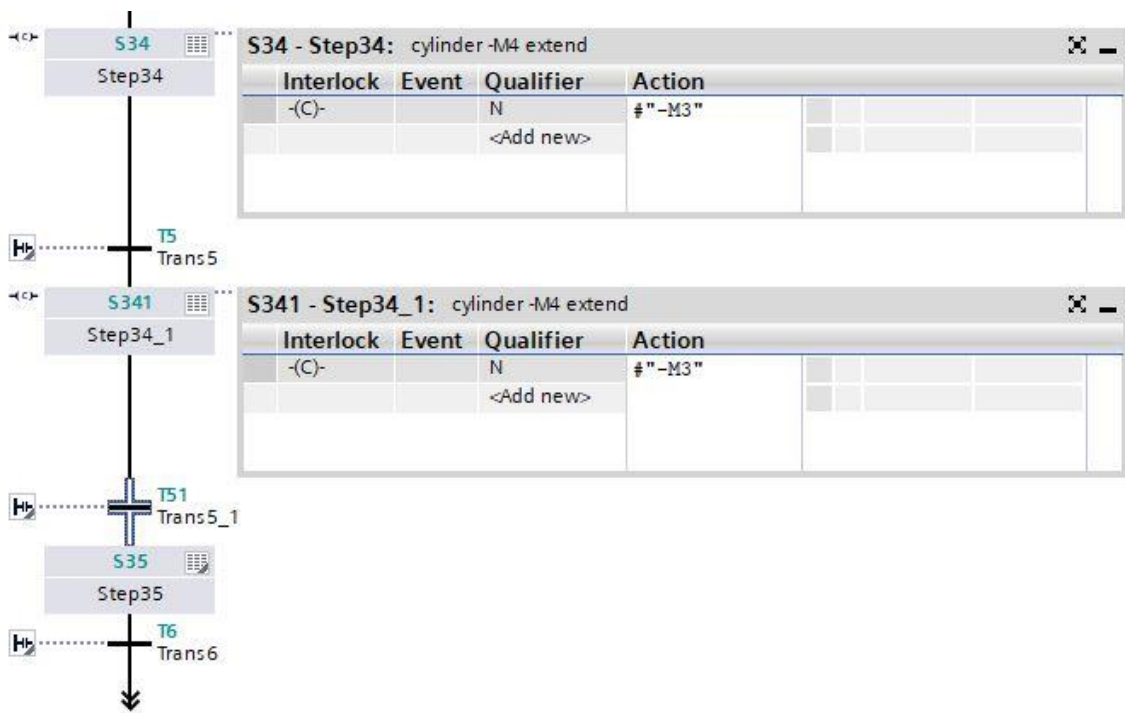 S34
Step34
S34 - Step34: cylinder -M4 extend
Interlock Event Qualifier Action
-(C)- N #"-M3"
<Add new>
T5
Trans5
S341
Step34_1
S341 - Step34_1: cylinder -M4 extend
Interlock Event Qualifier Action
-(C)- N #"-M3"
<Add new>
T51
Trans5_1
S35
Step35
T6
Trans6